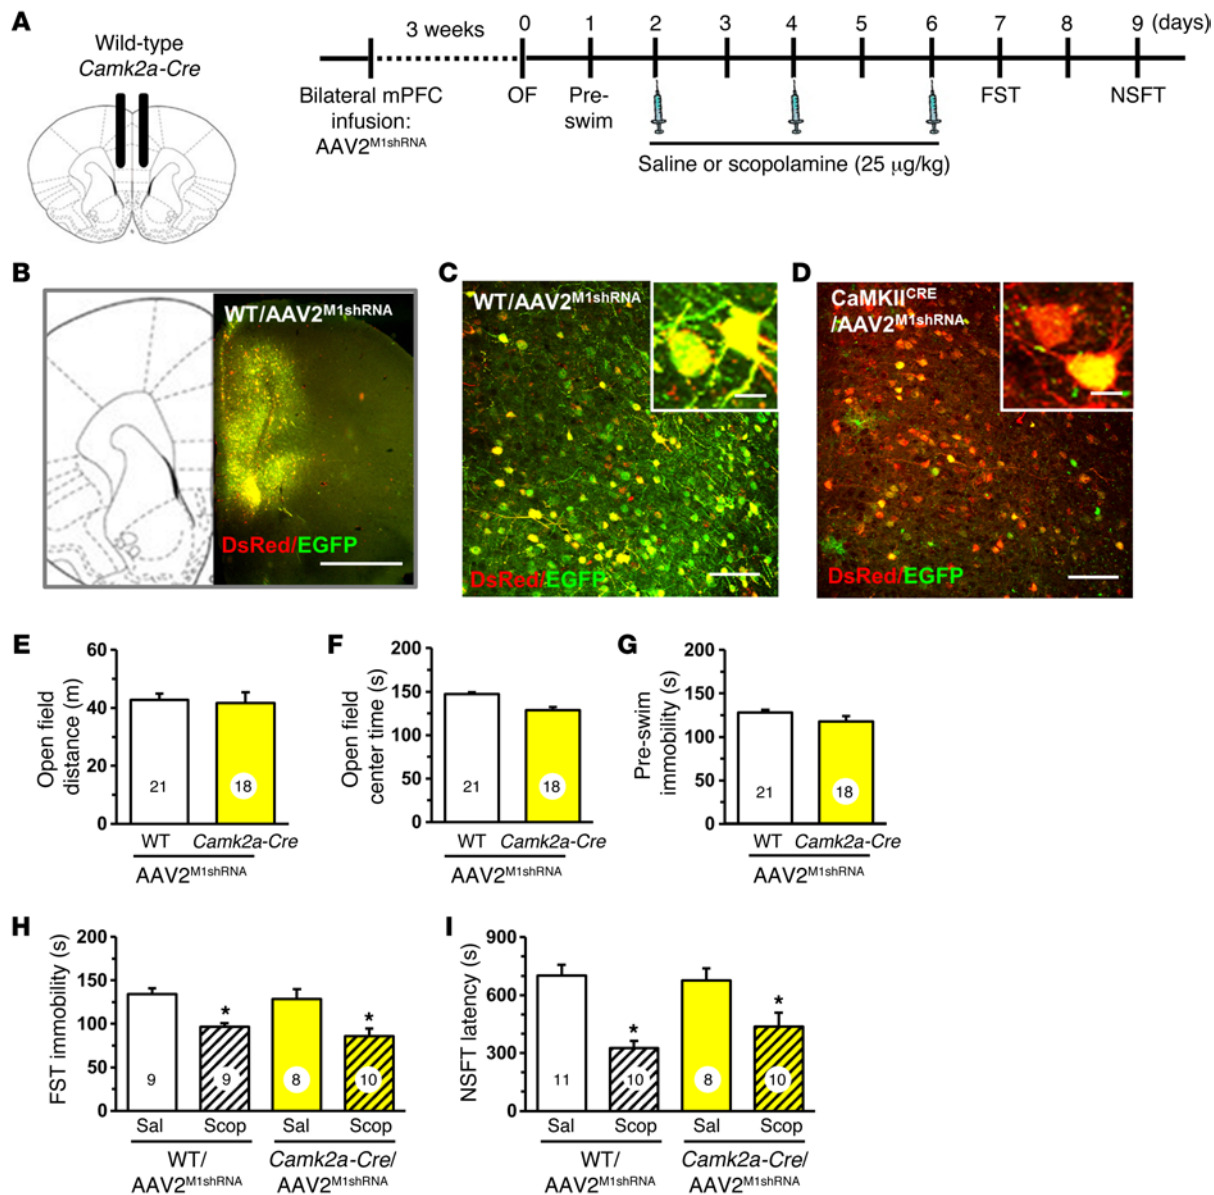 A
Wild-type
Camk2a-Cre
3 weeks
0 1 2 3 4 5 6 7 8 9 (days)
Bilateral mPFC
infusion:
AAV2M1shRNA
OF
Pre-
swim
FST
NSFT
Saline or scopolamine (25 μg/kg)
B
WT/AAV2M1shRNA
DsRed/EGFP
C
WT/AAV2M1shRNA
DsRed/EGFP
D
CaMKIICRE
/AAV2M1shRNA
DsRed/EGFP
E
Open field
distance (m)
60
40
20
0
21
18
WT Camk2a-Cre
AAV2M1shRNA
F
Open field
center time (s)
200
150
100
50
0
21
18
WT Camk2a-Cre
AAV2M1shRNA
G
Pre-swim
immobility (s)
200
150
100
50
0
21
18
WT Camk2a-Cre
AAV2M1shRNA
H
FST immobility (s)
200
150
100
50
0
* *
9 9 8 10
Sal Scop Sal Scop
WT/
AAV2M1shRNA
Camk2a-Cre/
AAV2M1shRNA
I
NSFT latency (s)
900
600
300
0
* *
11 10 8 10
Sal Scop Sal Scop
WT/
AAV2M1shRNA
Camk2a-Cre/
AAV2M1shRNA